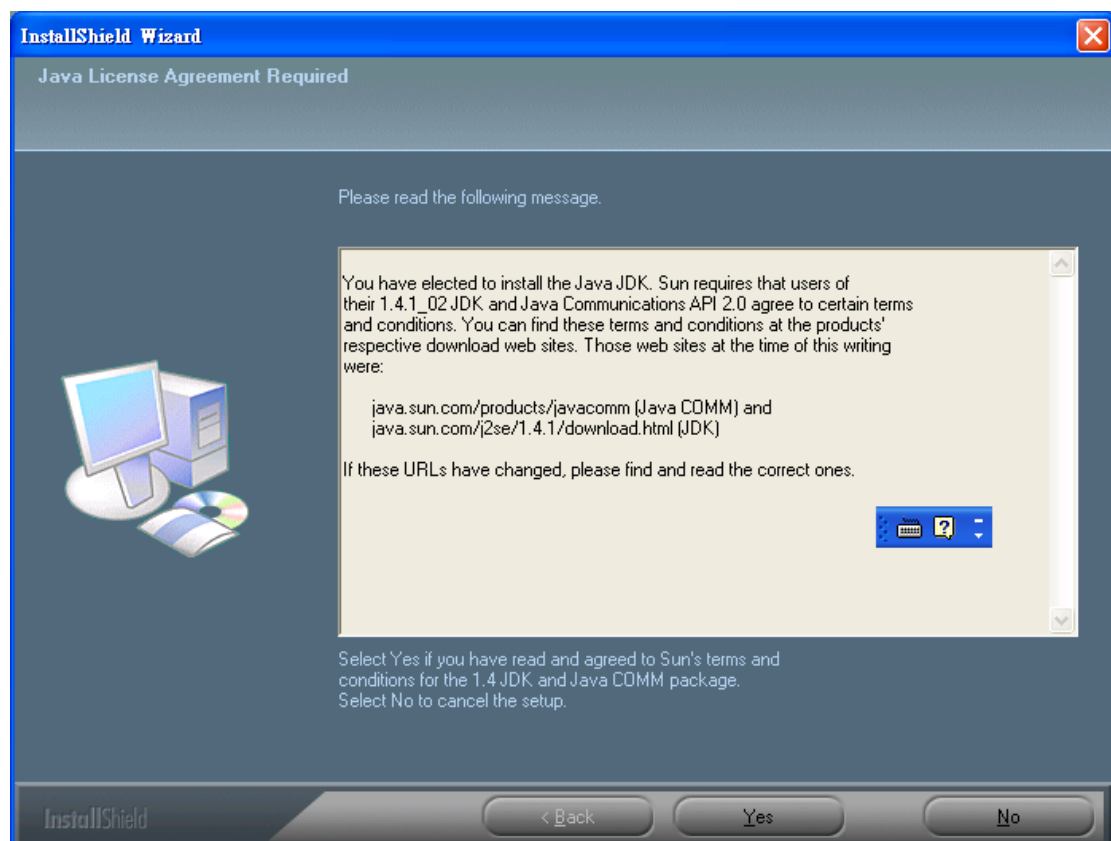 InstallShield Wizard
Java License Agreement Required
Please read the following message.
You have elected to install the Java JDK. Sun requires that users of
their 1.4.1_02 JDK and Java Communications API 2.0 agree to certain terms
and conditions. You can find these terms and conditions at the products'
respective download web sites. Those web sites at the time of this writing
were:
java.sun.com/products/javacomm (Java COMM) and
java.sun.com/j2se/1.4.1/download.html (JDK)
If these URLs have changed, please find and read the correct ones.
Select Yes if you have read and agreed to Sun's terms and
conditions for the 1.4 JDK and Java COMM package.
Select No to cancel the setup.
InstallShield
< Back
Yes
No